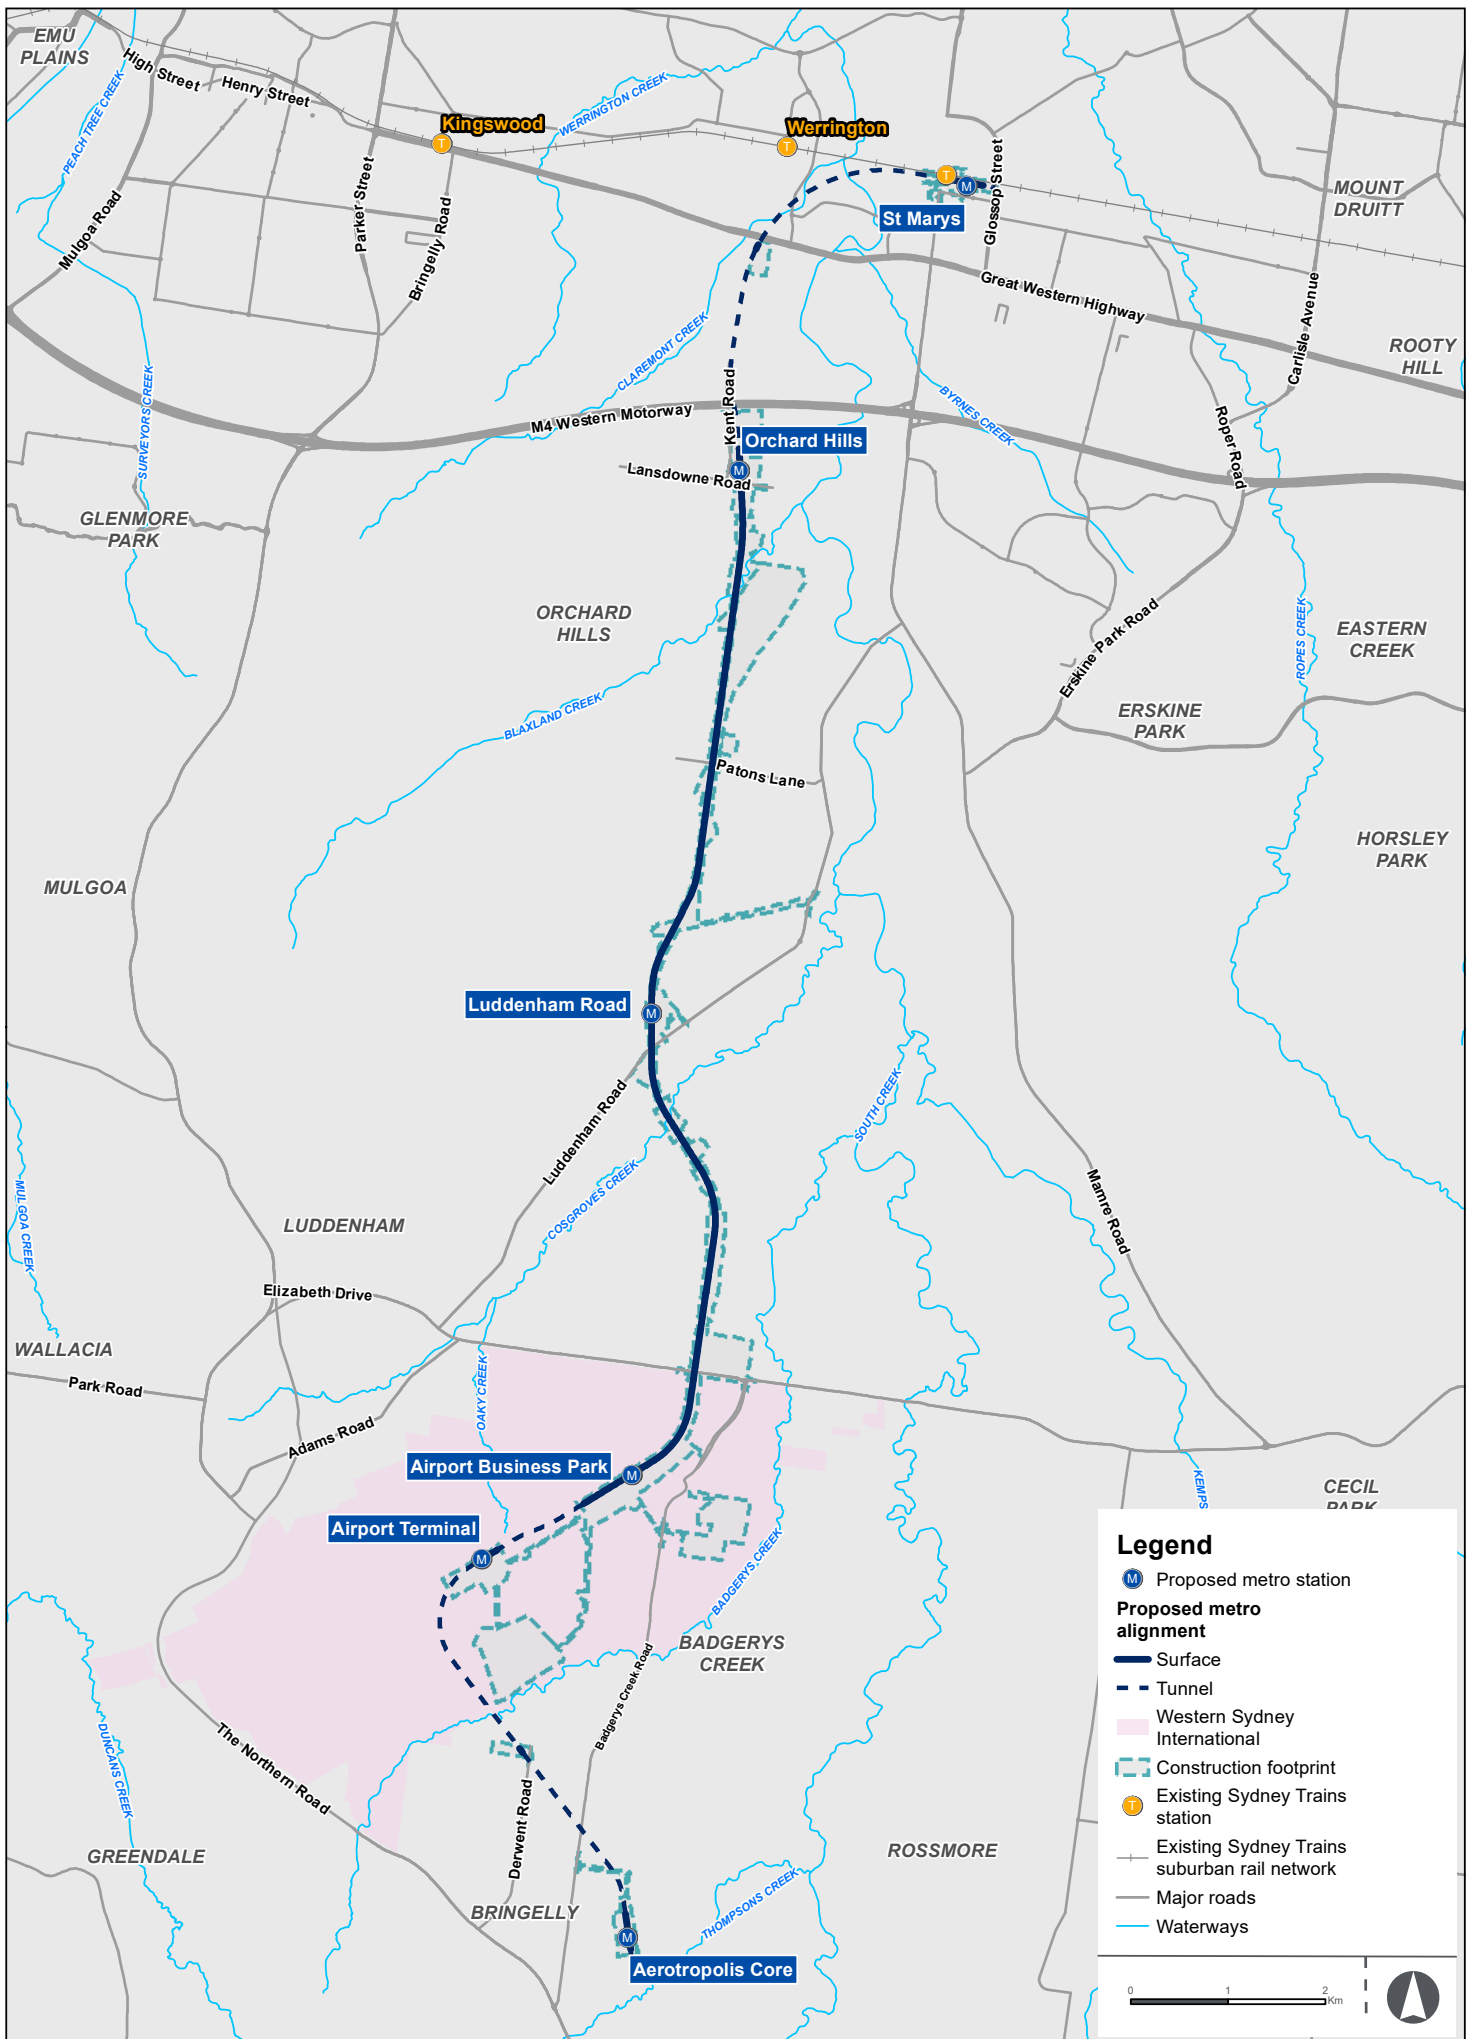 EMU
PLAINS
High Street
Henry Street
PEACH TREE CREEK
Kingswood
WERRINGTON CREEK
Werrington
T
T
T
M
St Marys
Glossop Street
MOUNT
DRUITT
Mulgoa Road
Parker Street
Bringelly Road
Great Western Highway
Carlisle Avenue
ROOTY
HILL
CLAREMONT CREEK
SURVEYORS CREEK
Kent Road
M4 Western Motorway
BYRNES CREEK
Roper Road
Orchard Hills
M
Lansdowne Road
GLENMORE
PARK
ORCHARD
HILLS
Erskine Park Road
ROPES CREEK
EASTERN
CREEK
BLAXLAND CREEK
ERSKINE
PARK
Patons Lane
HORSLEY
PARK
MULGOA
Luddenham Road
M
Luddenham Road
SOUTH CREEK
COSGROVES CREEK
MULGOA CREEK
LUDDENHAM
Mamre Road
Elizabeth Drive
WALLACIA
Park Road
OAKY CREEK
Adams Road
Airport Business Park
M
KEMPS
CECIL
PARK
Airport Terminal
M
BADGERYS CREEK
BADGERYS
CREEK
Badgerys Creek Road
DUNCANS CREEK
The Northern Road
Derwent Road
GREENDALE
ROSSMORE
BRINGELLY
THOMPSONS CREEK
M
Aerotropolis Core
Legend
M
Proposed metro station
Proposed metro
alignment
Surface
Tunnel
Western Sydney
International
Construction footprint
T
Existing Sydney Trains
station
Existing Sydney Trains
suburban rail network
Major roads
Waterways
0 1 2
Km